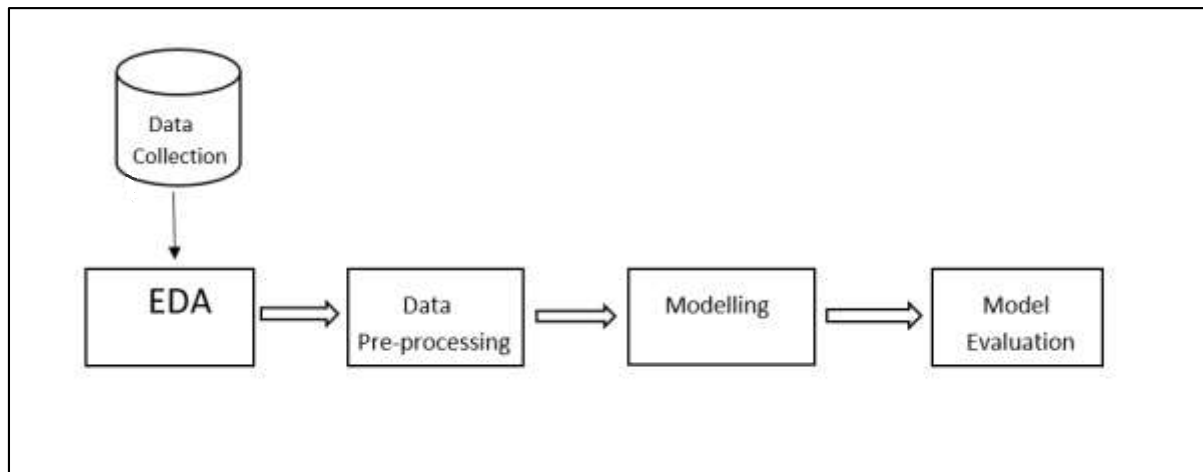 Data
Collection
EDA
Data
Pre-processing
Modelling
Model
Evaluation